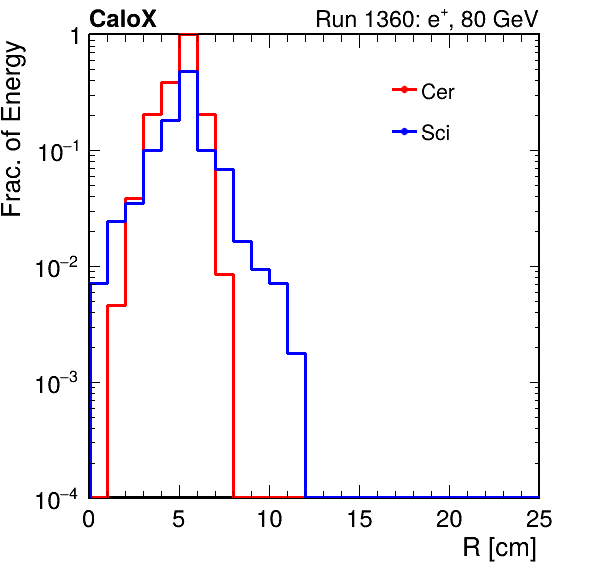 CaloX Run 1360: e⁺, 80 GeV
Frac. of Energy
1
10⁻¹
10⁻²
10⁻³
10⁻⁴
Cer
Sci
0 5 10 15 20 25
R [cm]